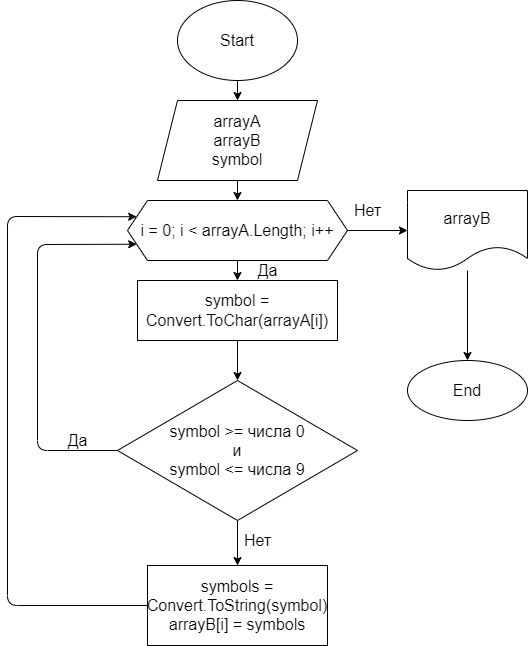 Start
arrayA
arrayB
symbol
i = 0; i < arrayA.Length; i++
Нет
arrayB
Да
symbol =
Convert.ToChar(arrayA[i])
End
symbol >= числа 0
и
symbol <= числа 9
Да
Нет
symbols =
Convert.ToString(symbol)
arrayB[i] = symbols